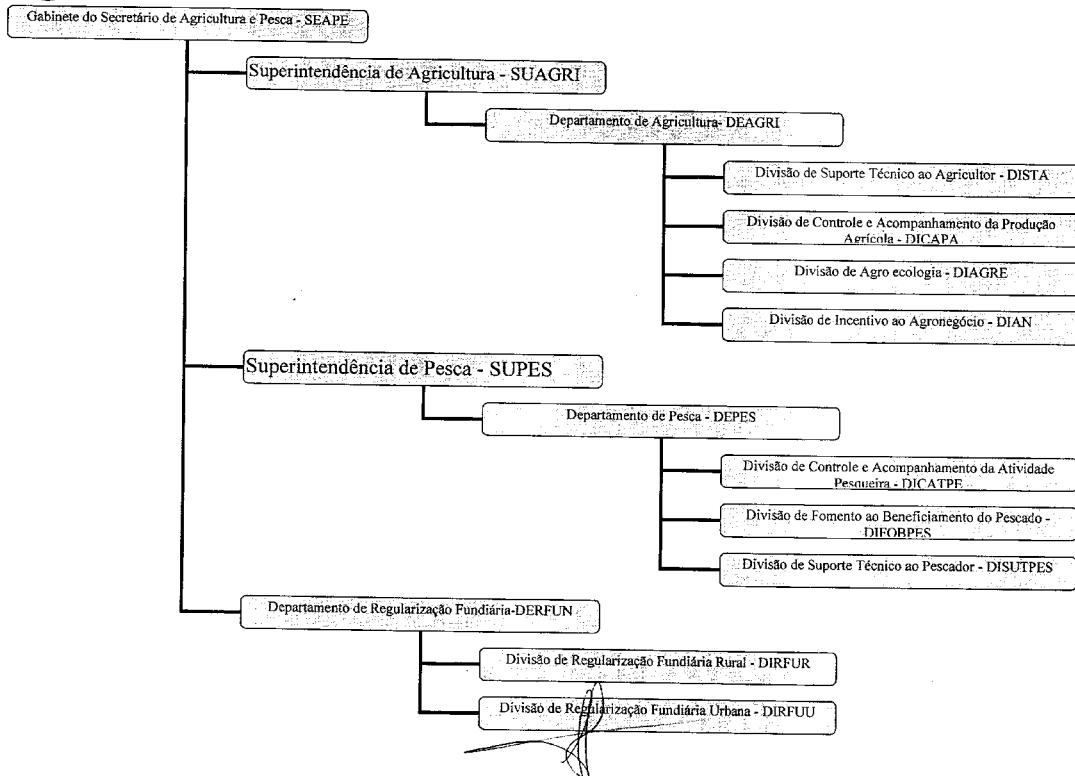 Gabinete do Secretário de Agricultura e Pesca - SEAPE
Superintendência de Agricultura - SUAGRI
Departamento de Agricultura- DEAGRI
Divisão de Suporte Técnico ao Agricultor - DISTA
Divisão de Controle e Acompanhamento da Produção
Agrícola - DICAPA
Divisão de Agro ecologia - DIAGRE
Divisão de Incentivo ao Agronegócio - DIAN
Superintendência de Pesca - SUPES
Departamento de Pesca - DEPES
Divisão de Controle e Acompanhamento da Atividade
Pesqueira - DICATPE
Divisão de Fomento ao Beneficiamento do Pescado -
DIFOBPES
Divisão de Suporte Técnico ao Pescador - DISUTPES
Departamento de Regularização Fundiária-DERFUN
Divisão de Regularização Fundiária Rural - DIRFUR
Divisão de Regularização Fundiária Urbana - DIRFUU